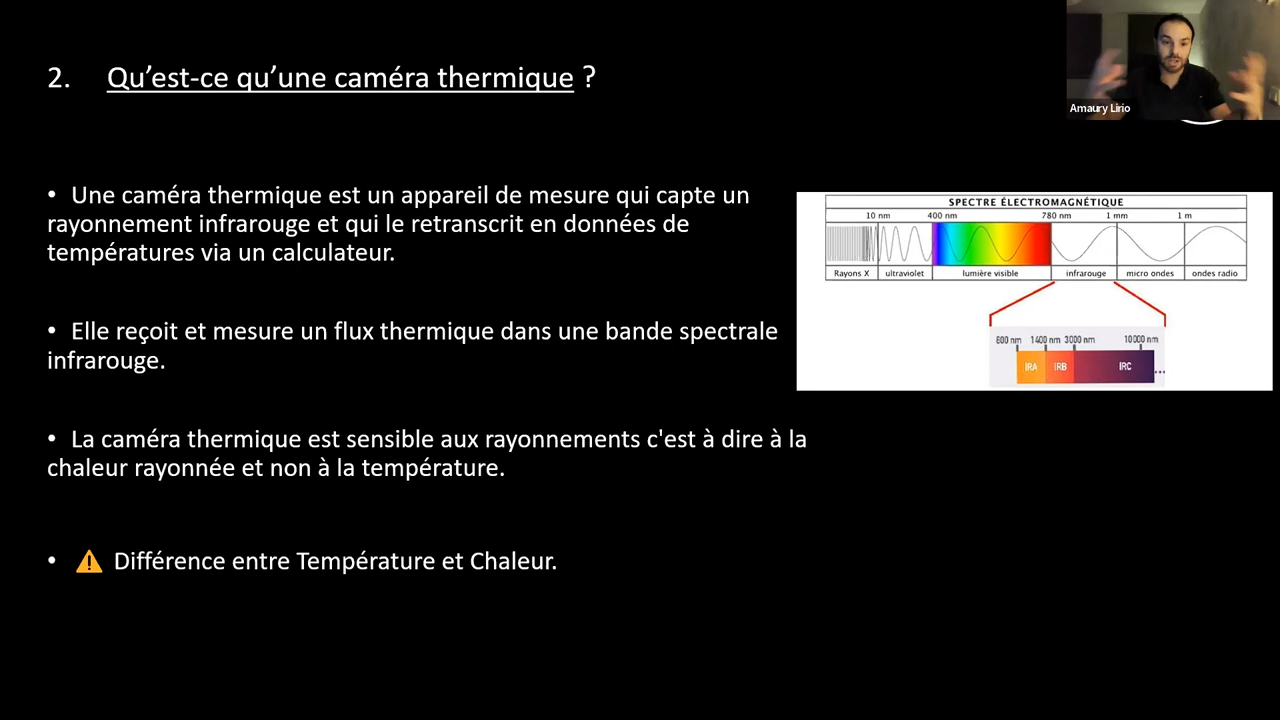 2. Qu’est-ce qu’une caméra thermique ?
Amaury Lirio
• Une caméra thermique est un appareil de mesure qui capte un
rayonnement infrarouge et qui le retranscrit en données de
températures via un calculateur.
• Elle reçoit et mesure un flux thermique dans une bande spectrale
infrarouge.
• La caméra thermique est sensible aux rayonnements c'est à dire à la
chaleur rayonnée et non à la température.
• ⚠ Différence entre Température et Chaleur.
SPECTRE ÉLECTROMAGNÉTIQUE
10 nm 400 nm 780 nm 1 mm 1 m
Rayons X ultraviolet lumière visible infrarouge micro ondes ondes radio
800 nm 1400 nm 3000 nm 10000 nm
IRA IRB IRC